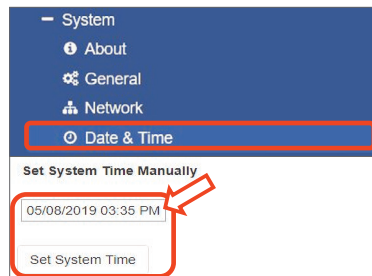 System
About
General
Network
Date & Time
Set System Time Manually
05/08/2019 03:35 PM
Set System Time